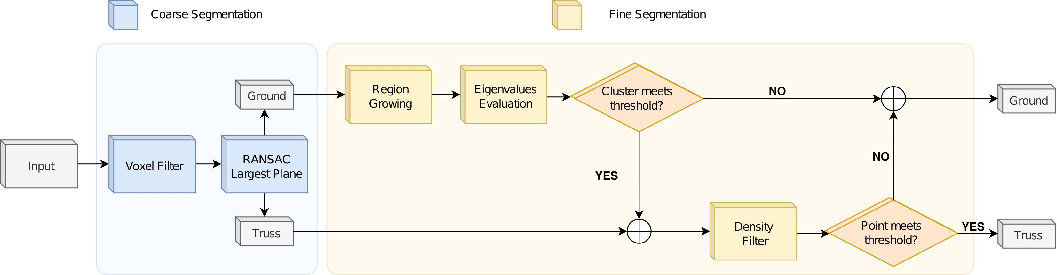 Coarse Segmentation
Fine Segmentation
Input
Voxel Filter
Ground
RANSAC
Largest Plane
Truss
Region
Growing
Eigenvalues
Evaluation
Cluster meets
threshold?
NO
YES
Density
Filter
Point meets
threshold?
NO
YES
Ground
Truss